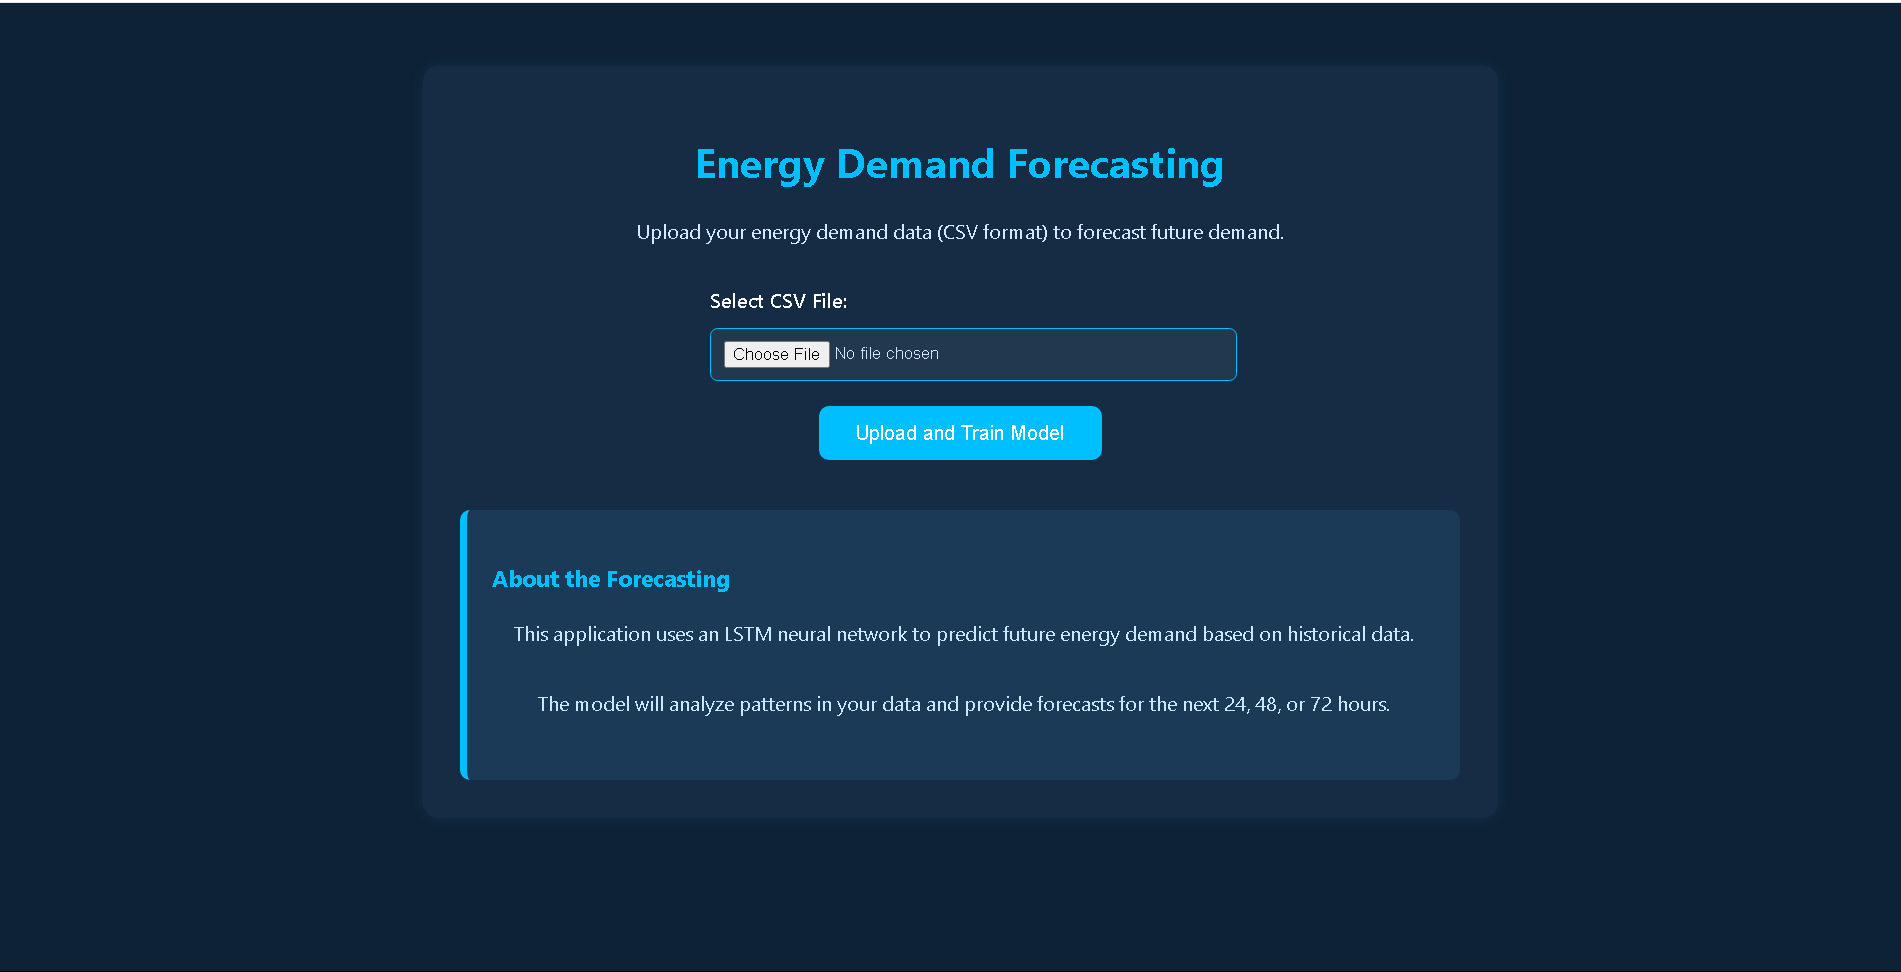 Energy Demand Forecasting
Upload your energy demand data (CSV format) to forecast future demand.
Select CSV File:
Choose File No file chosen
Upload and Train Model
About the Forecasting
This application uses an LSTM neural network to predict future energy demand based on historical data.
The model will analyze patterns in your data and provide forecasts for the next 24, 48, or 72 hours.